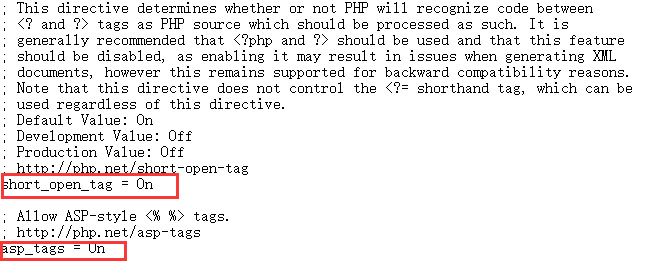 ; This directive determines whether or not PHP will recognize code between
; <? and ?> tags as PHP source which should be processed as such. It is
; generally recommended that <?php and ?> should be used and that this feature
; should be disabled, as enabling it may result in issues when generating XML
; documents, however this remains supported for backward compatibility reasons.
; Note that this directive does not control the <?= shorthand tag, which can be
; used regardless of this directive.
; Default Value: On
; Development Value: Off
; Production Value: Off
; http://php.net/short-open-tag
short_open_tag = On
; Allow ASP-style <% %> tags.
; http://php.net/asp-tags
asp_tags = On